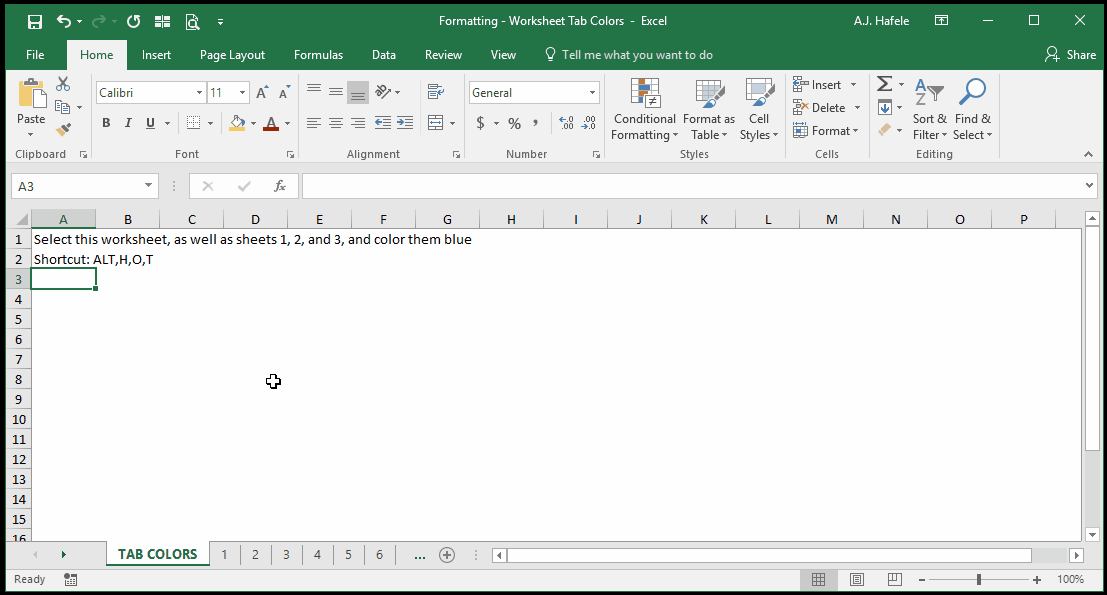 Formatting - Worksheet Tab Colors - Excel
A.J. Hafele
File Home Insert Page Layout Formulas Data Review View Tell me what you want to do Share
Paste
Calibri 11
B I U A
General
$ % ,
Conditional Formatting
Format as Table
Cell Styles
Insert
Delete
Format
Sort & Filter
Find & Select
Clipboard Font Alignment Number Styles Cells Editing
A3 fx
A B C D E F G H I J K L M N O P
1 Select this worksheet, as well as sheets 1, 2, and 3, and color them blue
2 Shortcut: ALT,H,O,T
3
4
5
6
7
8
9
10
11
12
13
14
15
16
TAB COLORS 1 2 3 4 5 6 ...
Ready 100%